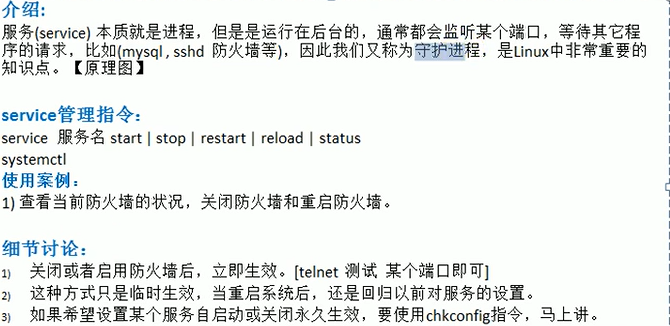 介绍:
服务(service) 本质就是进程，但是是运行在后台的，通常都会监听某个端口，等待其它程
序的请求，比如(mysql , sshd 防火墙等)，因此我们又称为守护进程，是Linux中非常重要的
知识点。【原理图】
service管理指令：
service 服务名 start | stop | restart | reload | status
systemctl
使用案例：
1) 查看当前防火墙的状况，关闭防火墙和重启防火墙。
细节讨论：
1) 关闭或者启用防火墙后，立即生效。[telnet 测试 某个端口即可]
2) 这种方式只是临时生效，当重启系统后，还是回归以前对服务的设置。
3) 如果希望设置某个服务自启动或关闭永久生效，要使用chkconfig指令，马上讲。